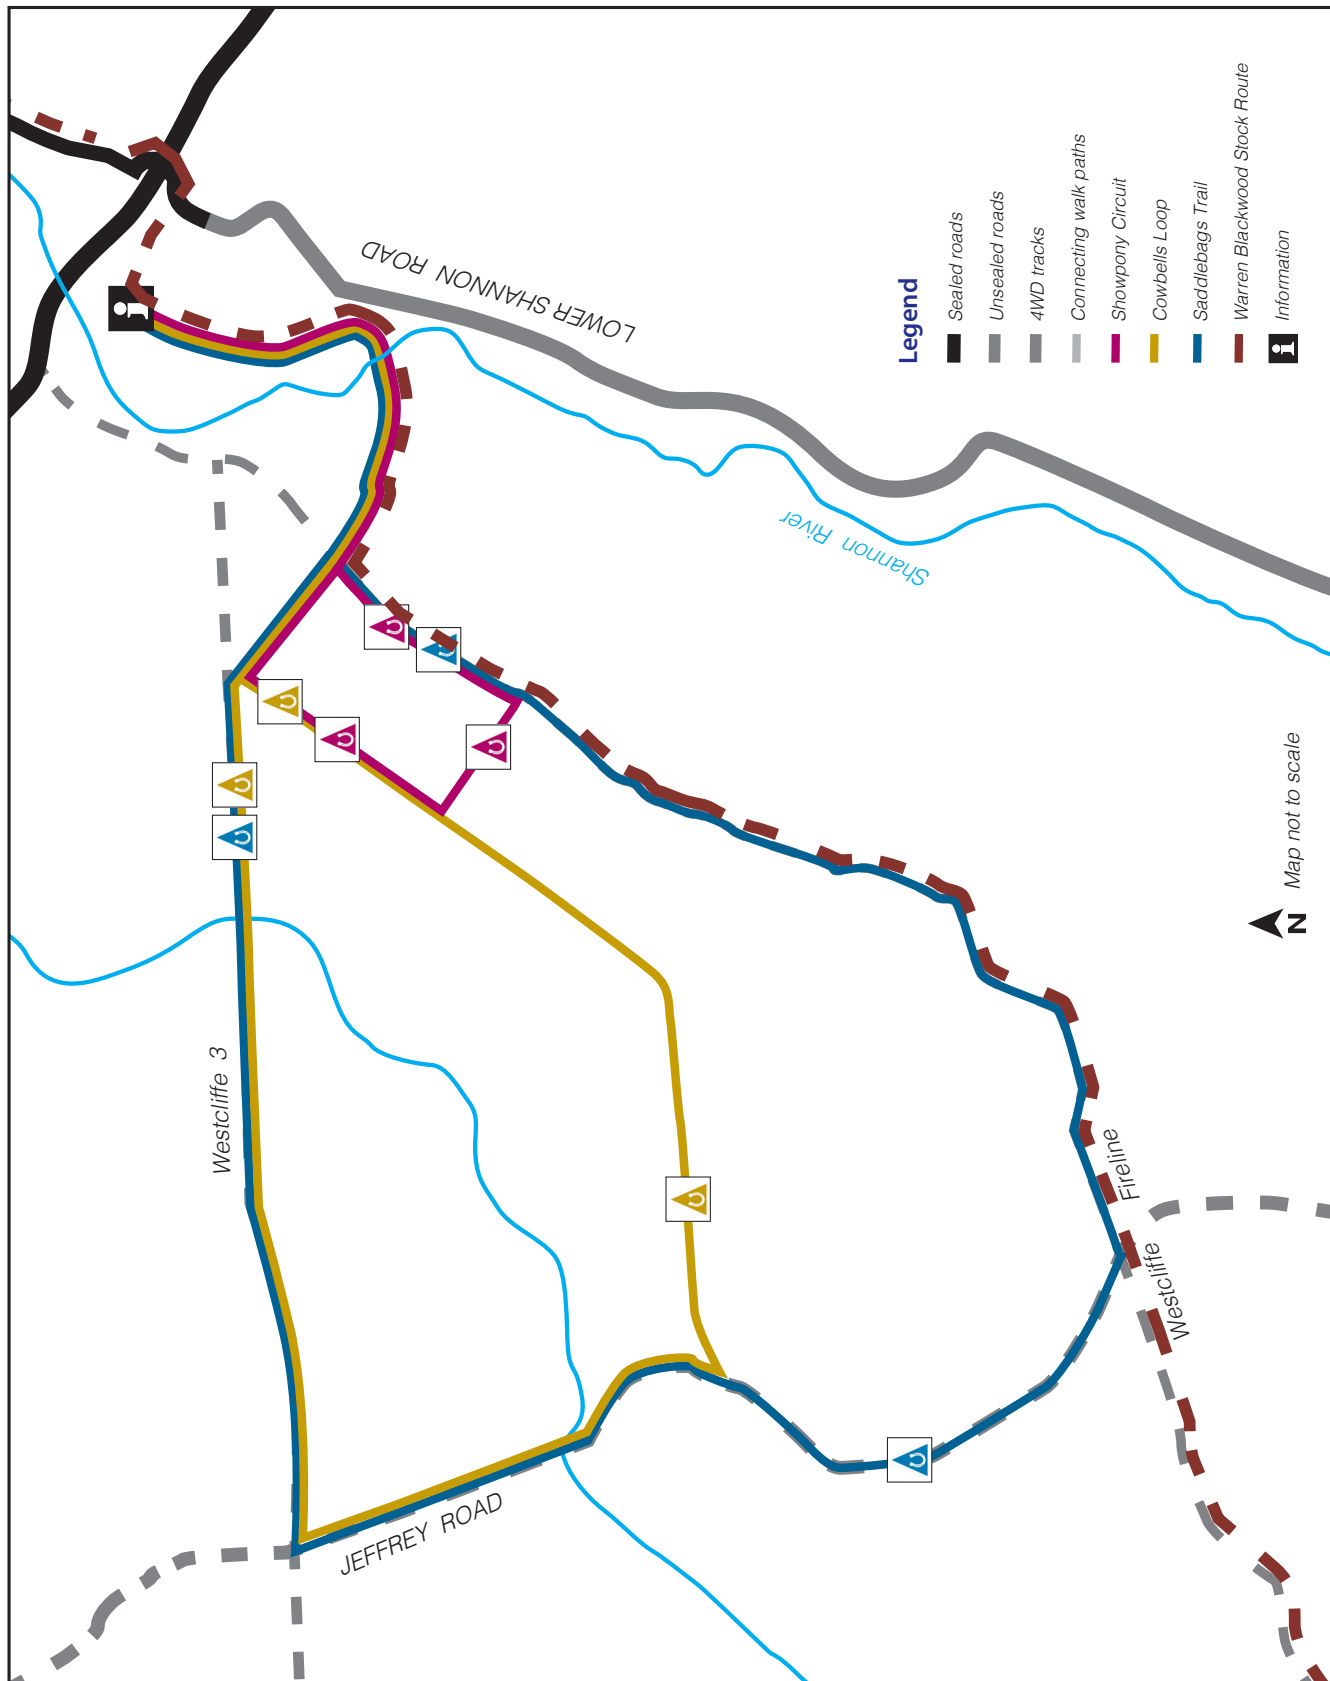 LOWER SHANNON ROAD
Shannon River
Westcliffe 3
JEFFREY ROAD
Westcliffe Fireline
Legend
Sealed roads
Unsealed roads
4WD tracks
Connecting walk paths
Showpony Circuit
Cowbells Loop
Saddlebags Trail
Warren Blackwood Stock Route
i Information
i
N
Map not to scale